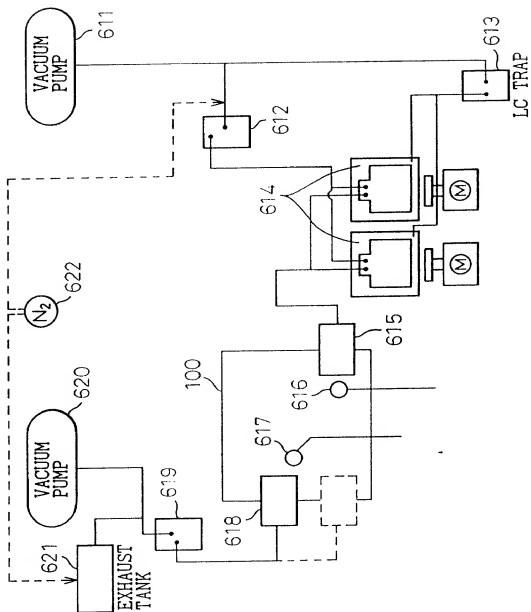 VACUUM
PUMP
611
612
613
LC TRAP
614
M
M
615
616
100
617
N2
622
VACUUM
PUMP
620
619
618
621
EXHAUST
TANK